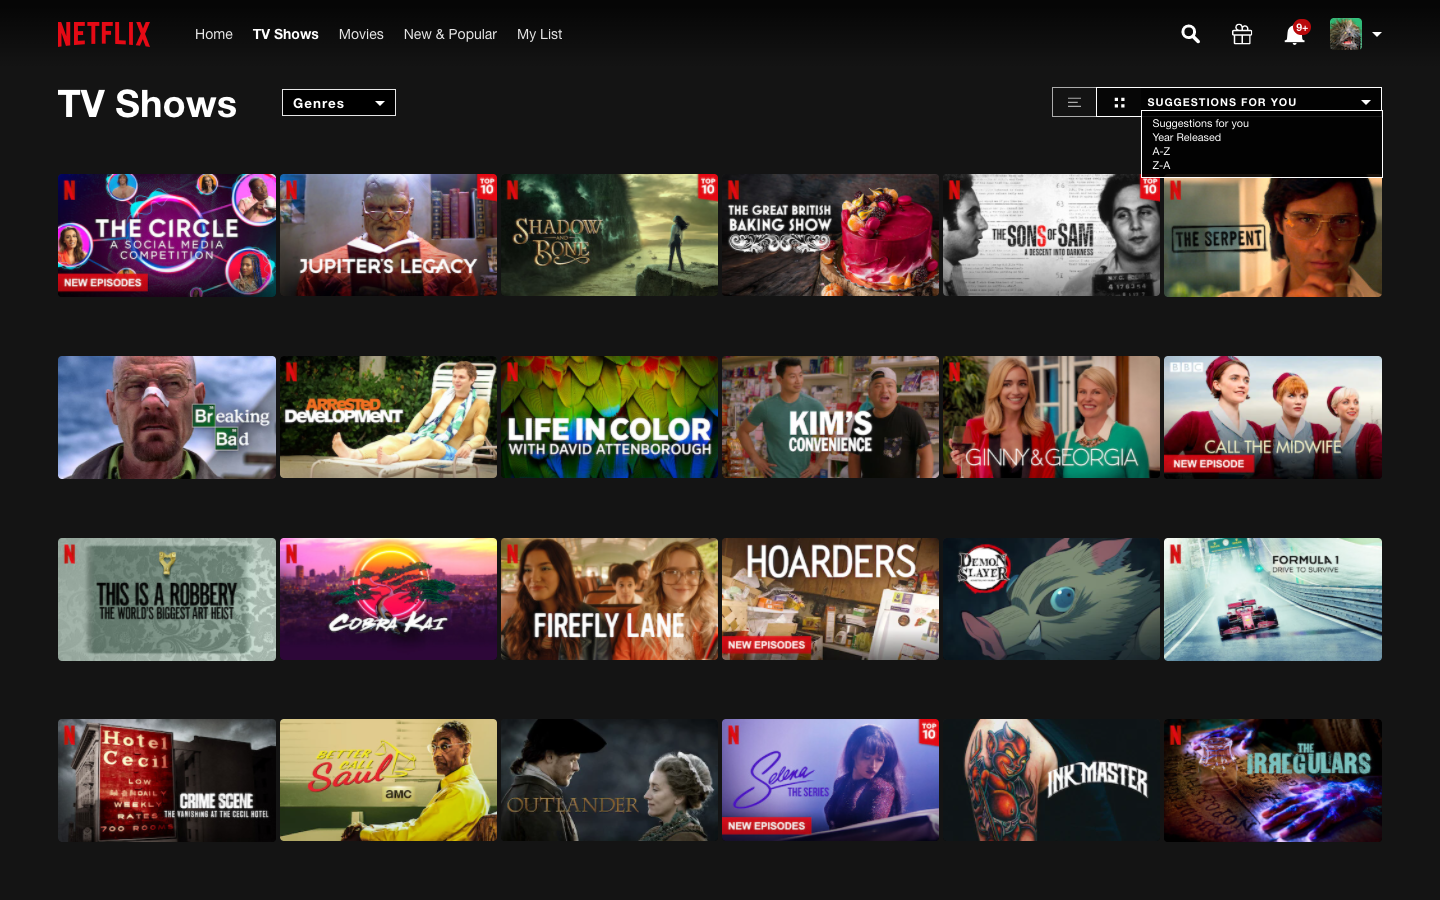 NETFLIX
Home
TV Shows
Movies
New & Popular
My List
9+
TV Shows
Genres
SUGGESTIONS FOR YOU
Suggestions for you
Year Released
A-Z
Z-A
N
THE CIRCLE
A SOCIAL MEDIA
COMPETITION
NEW EPISODES
N
TOP
10
JUPITER'S LEGACY
N
TOP
10
SHADOW
AND
BONE
N
THE GREAT BRITISH
BAKING SHOW
N
TOP
10
THE SONS OF SAM
A DESCENT INTO DARKNESS
N
THE SERPENT
Breaking
Bad
N
ARReSTeD
DeVeLOPMeNT
N
LIFE IN COLOR
WITH DAVID ATTENBOROUGH
N
KIM'S
CONVENIENCE
N
GINNY & GEORGIA
BBC
CALL THE MIDWIFE
NEW EPISODE
N
THIS IS A ROBBERY
THE WORLD'S BIGGEST ART HEIST
N
COBRA KAI
N
FIREFLY LANE
HOARDERS
NEW EPISODES
DEMON
SLAYER
N
FORMULA 1
DRIVE TO SURVIVE
N
Hotel
Cecil
LOW
WEEKLY
RATES
700 ROOMS
CRIME SCENE
THE VANISHING AT THE CECIL HOTEL
BETTER
CALL
Saul
aMC
OUTLANDER
N
TOP
10
Selena
THE SERIES
NEW EPISODES
INK MASTER
N
THE
IRREGULARS